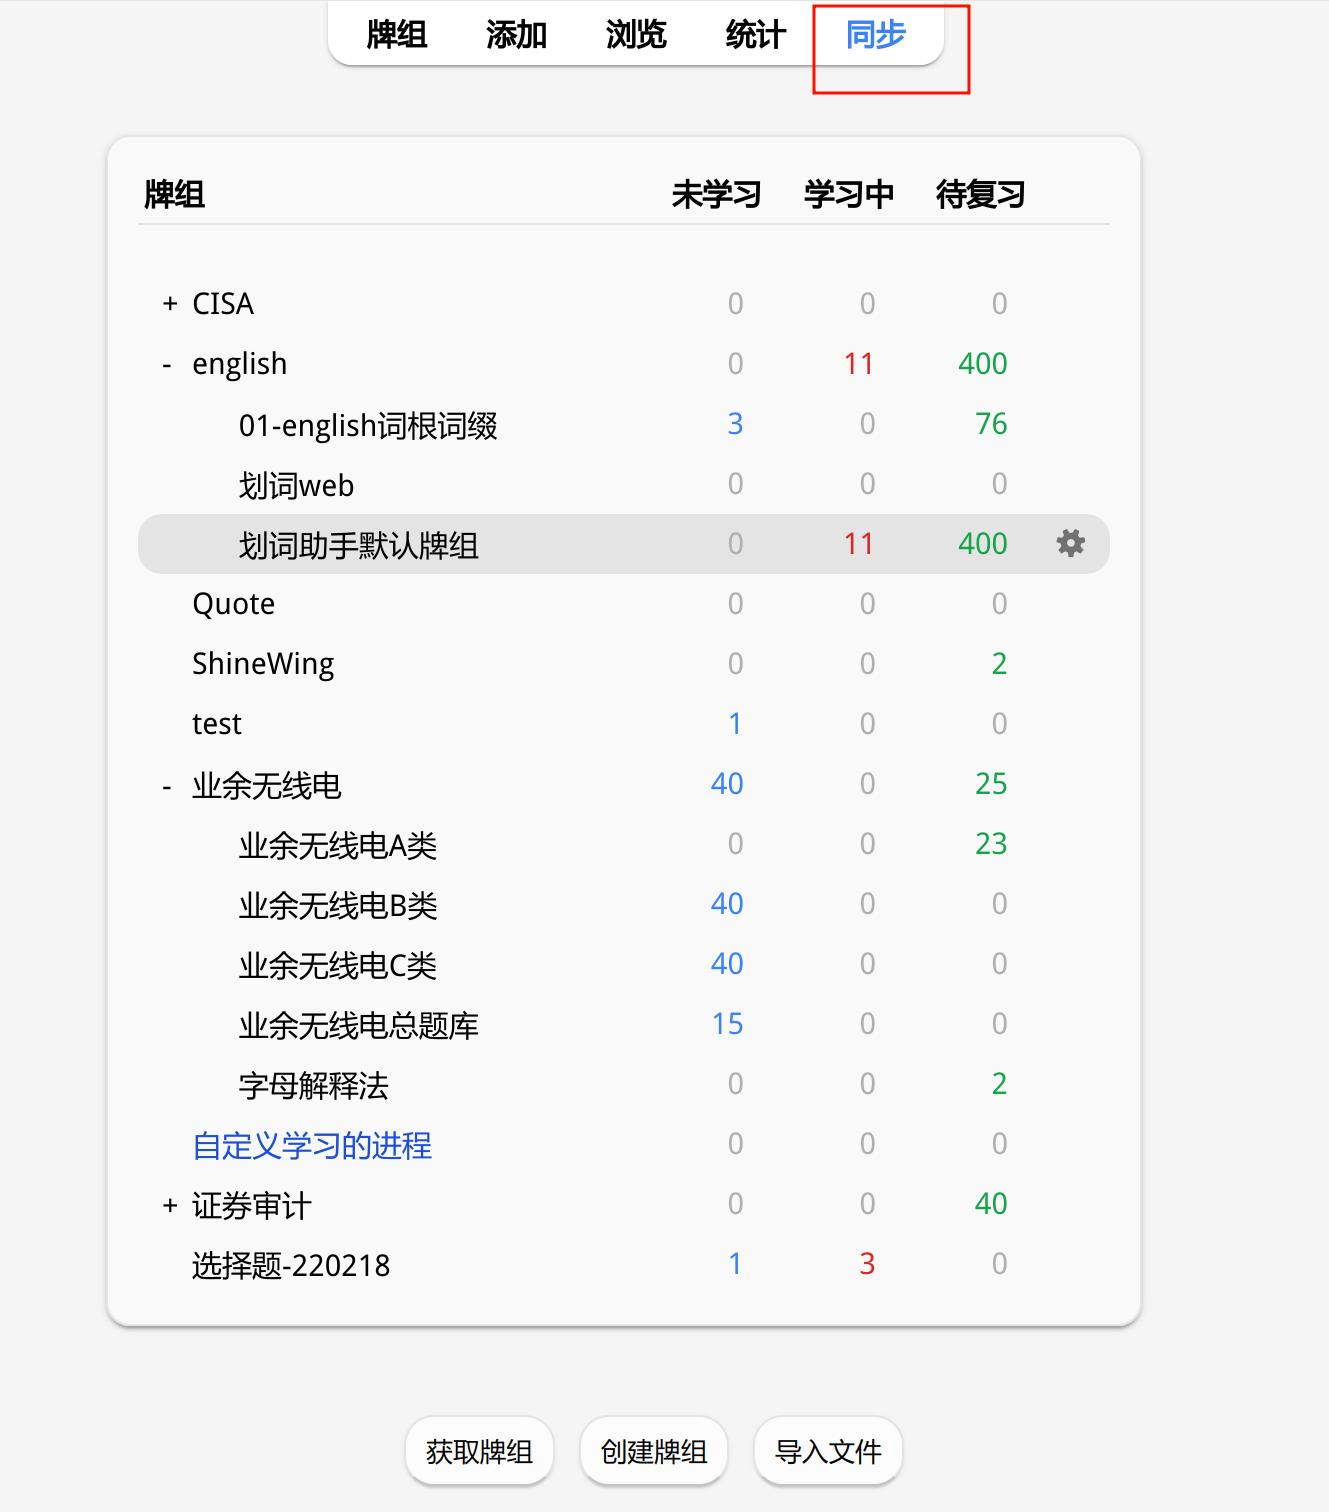 牌组 添加 浏览 统计 同步
牌组 未学习 学习中 待复习
+ CISA 0 0 0
- english 0 11 400
01-english词根词缀 3 0 76
划词web 0 0 0
划词助手默认牌组 0 11 400
Quote 0 0 0
ShineWing 0 0 2
test 1 0 0
- 业余无线电 40 0 25
业余无线电A类 0 0 23
业余无线电B类 40 0 0
业余无线电C类 40 0 0
业余无线电总题库 15 0 0
字母解释法 0 0 2
自定义学习的进程 0 0 0
+ 证券审计 0 0 40
选择题-220218 1 3 0
获取牌组 创建牌组 导入文件